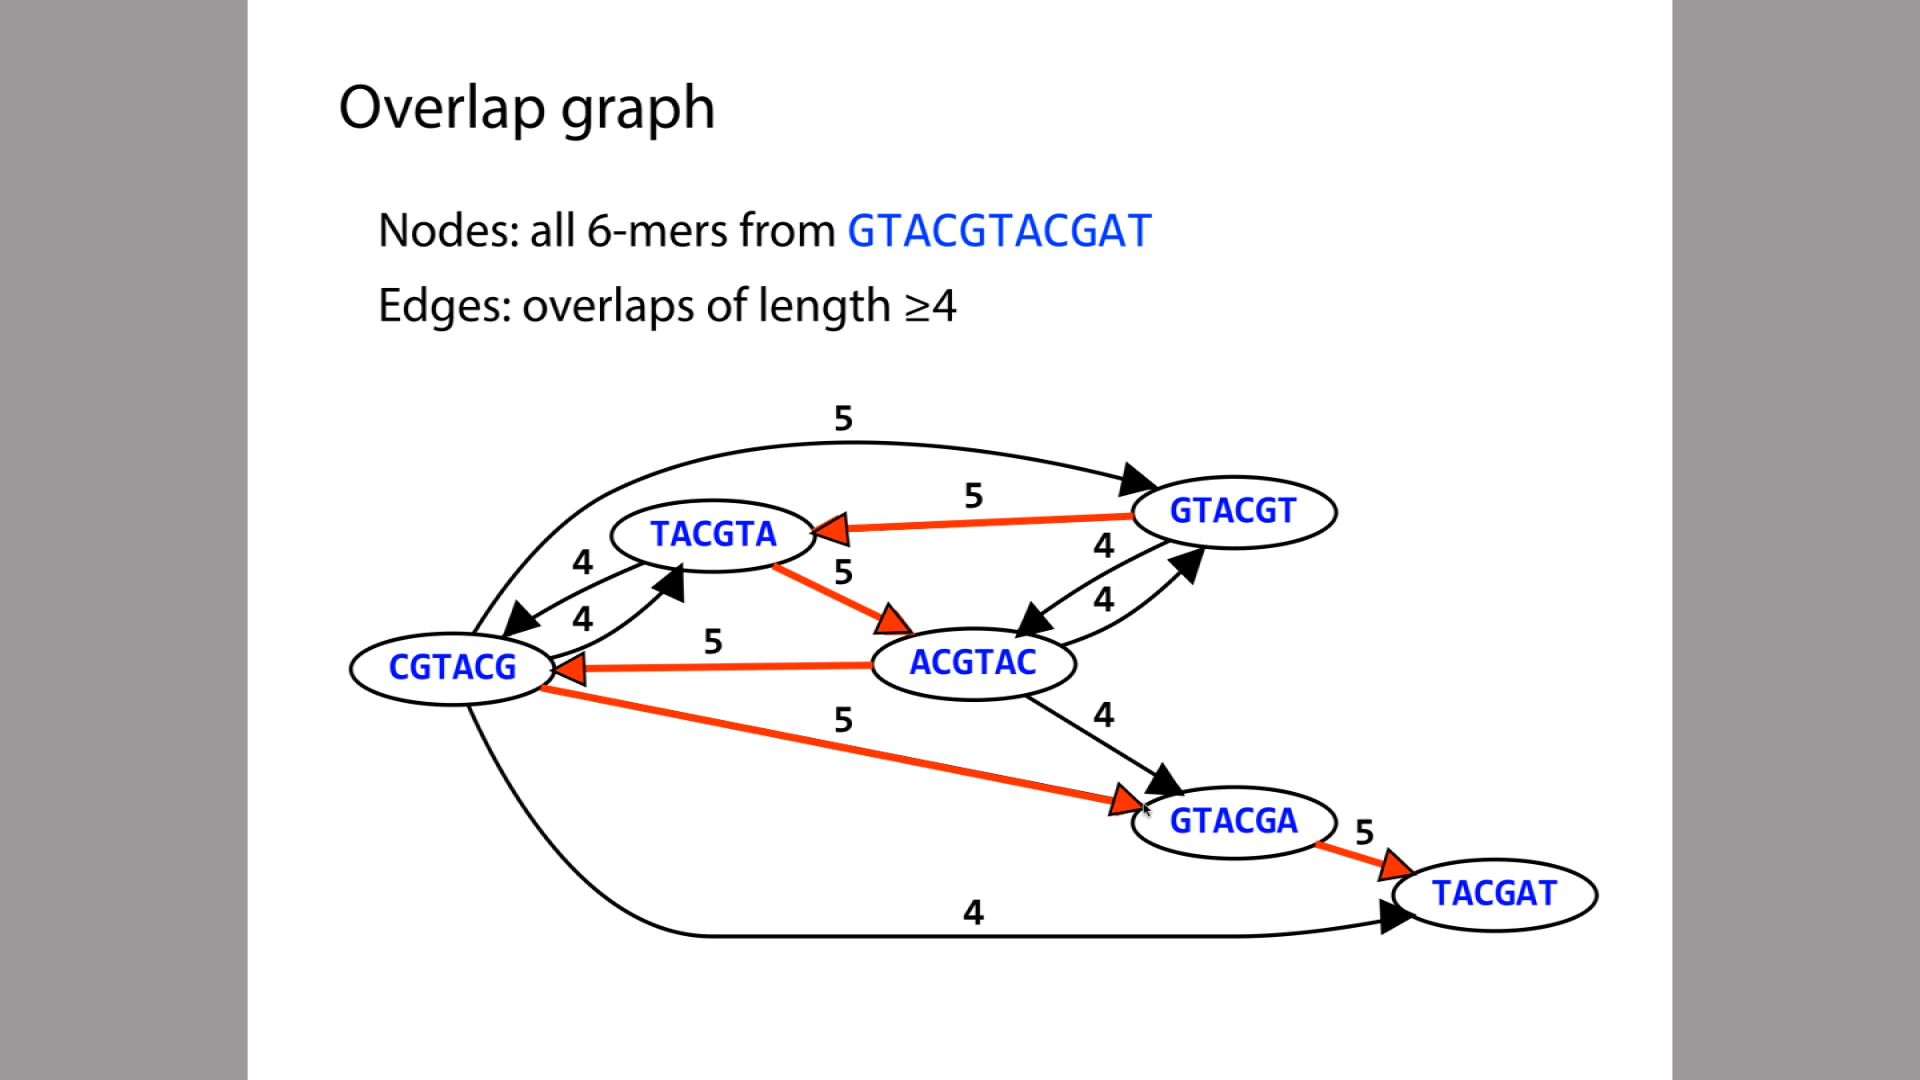 Overlap graph
Nodes: all 6-mers from GTACGTACGAT
Edges: overlaps of length ≥4
5
5
GTACGT
TACGTA
4
4
5
4
4
5
CGTACG
ACGTAC
5
4
GTACGA
5
TACGAT
4